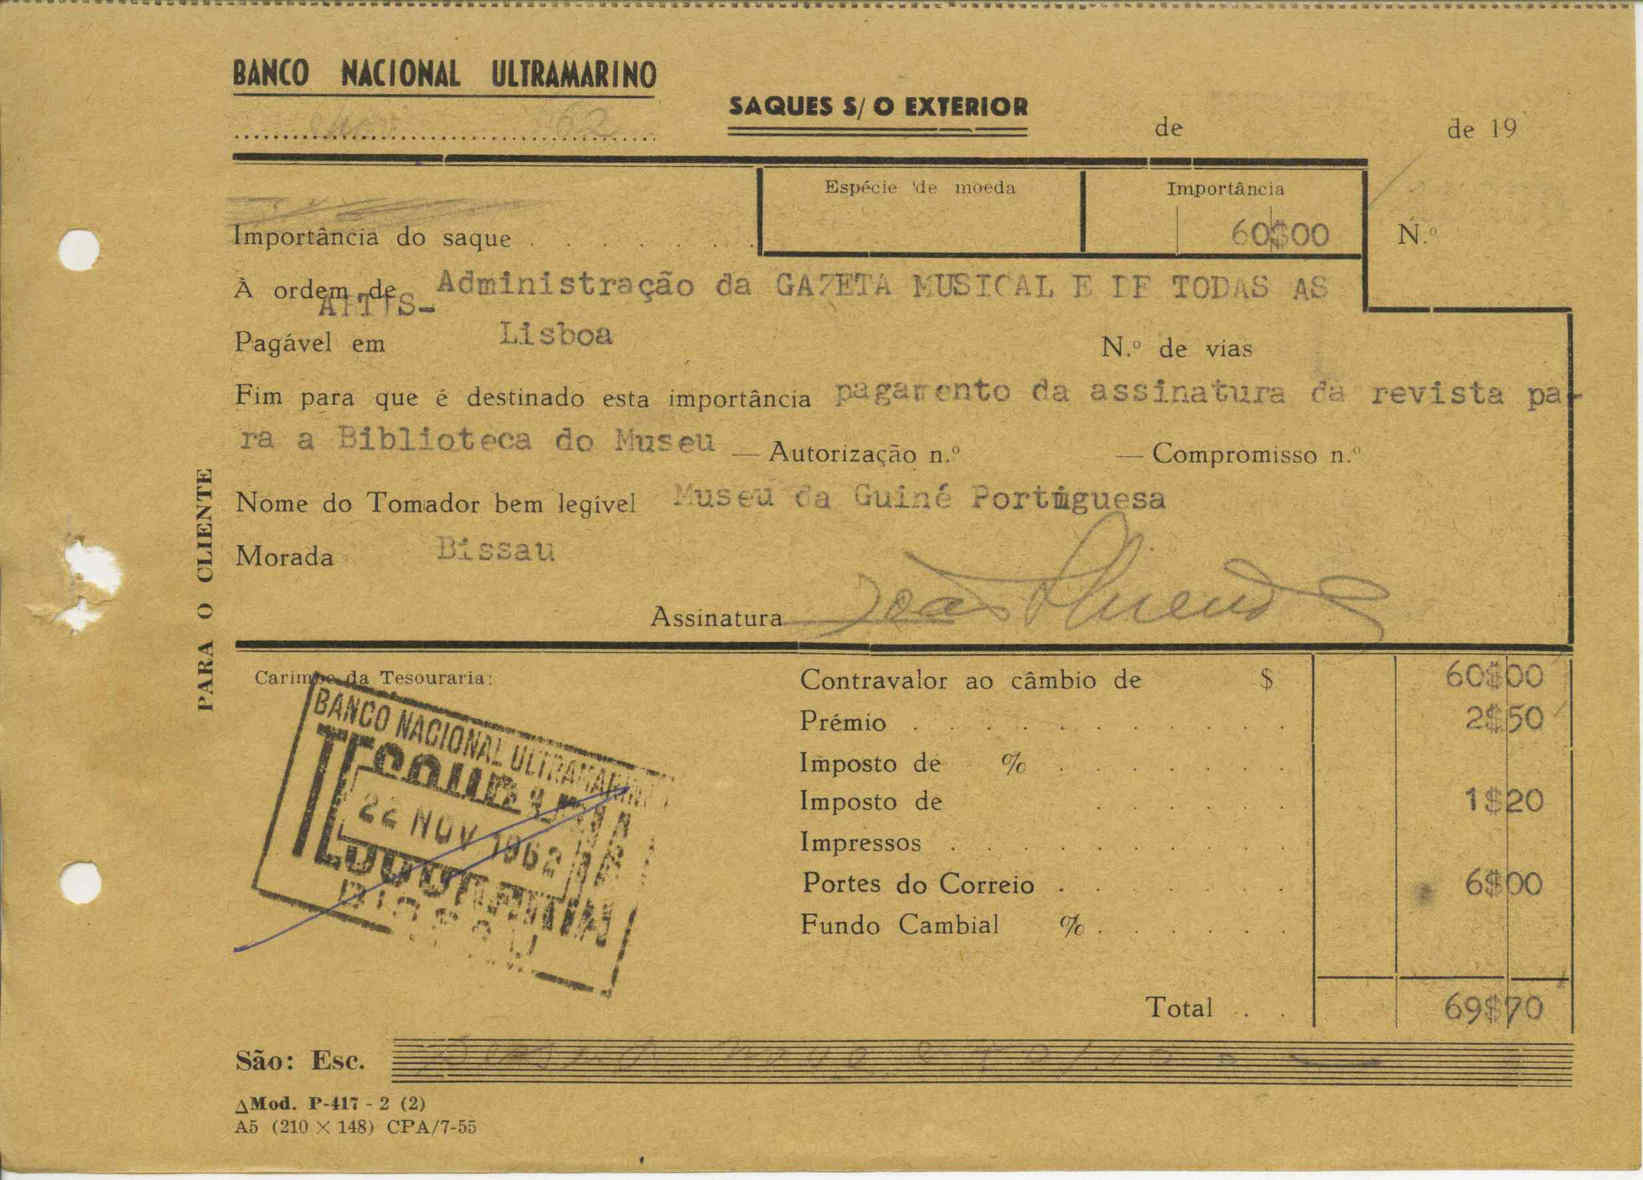 BANCO NACIONAL ULTRAMARINO
SAQUES S/ O EXTERIOR
de de 19
Espécie de moeda Importância
Importância do saque 60$00 N.º
À ordem de Administração da GAZETA MUSICAL E DE TODAS AS
ARTES-
Pagável em Lisboa N.º de vias
Fim para que é destinado esta importância pagamento da assinatura da revista pa-
ra a Biblioteca do Museu — Autorização n.º — Compromisso n.º
Nome do Tomador bem legível Museu da Guiné Portuguesa
Morada Bissau
Assinatura João
PARA O CLIENTE
Carimbo da Tesouraria:
BANCO NACIONAL ULTRAMARINO
TESOURARIA
22 NOV 1962
BISSAU
Contravalor ao câmbio de $ 60$00
Prémio 2$50
Imposto de %
Imposto de 1$20
Impressos
Portes do Correio 6$00
Fundo Cambial %
Total 69$70
São: Esc.
△Mod. P-417 - 2 (2)
A5 (210 × 148) CPA/7-55